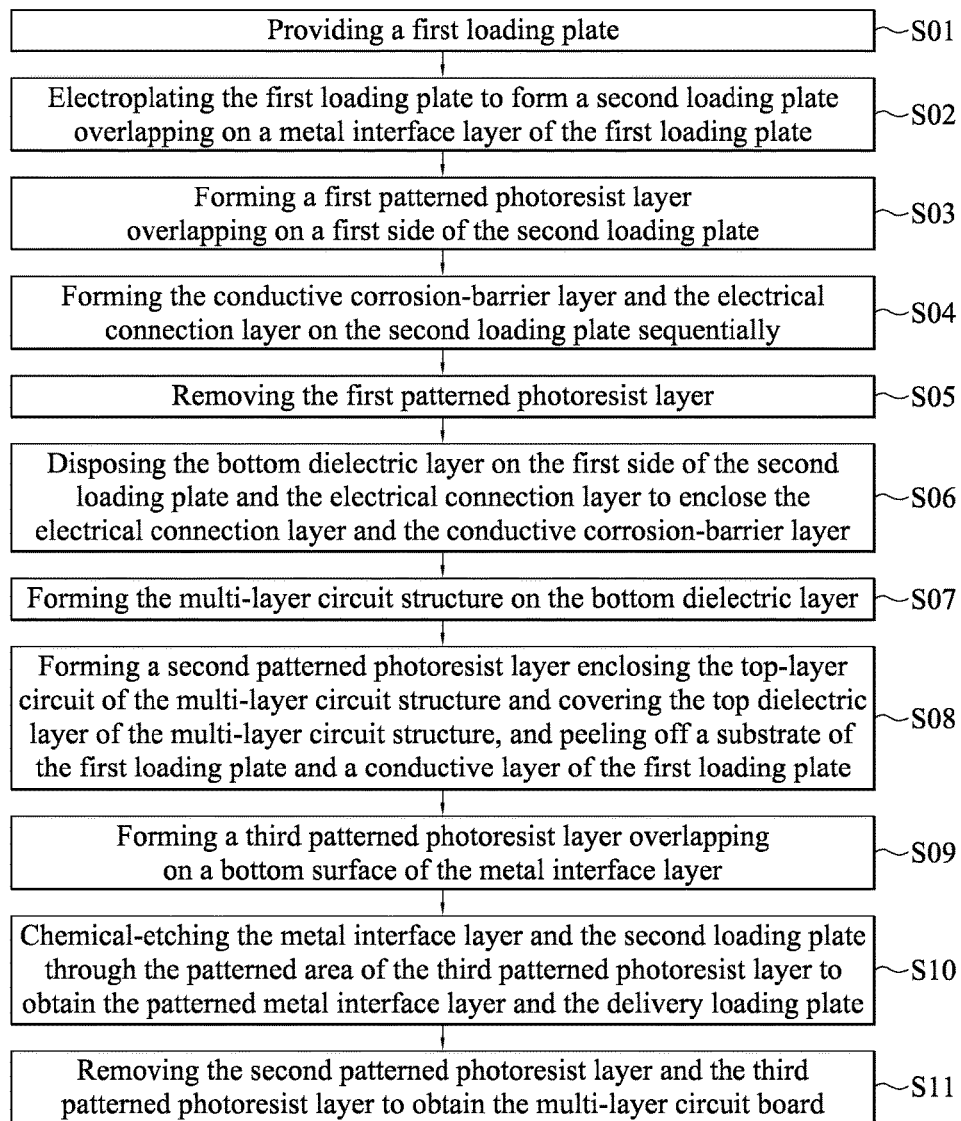 Providing a first loading plate
S01
Electroplating the first loading plate to form a second loading plate
overlapping on a metal interface layer of the first loading plate
S02
Forming a first patterned photoresist layer
overlapping on a first side of the second loading plate
S03
Forming the conductive corrosion-barrier layer and the electrical
connection layer on the second loading plate sequentially
S04
Removing the first patterned photoresist layer
S05
Disposing the bottom dielectric layer on the first side of the second
loading plate and the electrical connection layer to enclose the
electrical connection layer and the conductive corrosion-barrier layer
S06
Forming the multi-layer circuit structure on the bottom dielectric layer
S07
Forming a second patterned photoresist layer enclosing the top-layer
circuit of the multi-layer circuit structure and covering the top dielectric
layer of the multi-layer circuit structure, and peeling off a substrate of
the first loading plate and a conductive layer of the first loading plate
S08
Forming a third patterned photoresist layer overlapping
on a bottom surface of the metal interface layer
S09
Chemical-etching the metal interface layer and the second loading plate
through the patterned area of the third patterned photoresist layer to
obtain the patterned metal interface layer and the delivery loading plate
S10
Removing the second patterned photoresist layer and the third
patterned photoresist layer to obtain the multi-layer circuit board
S11